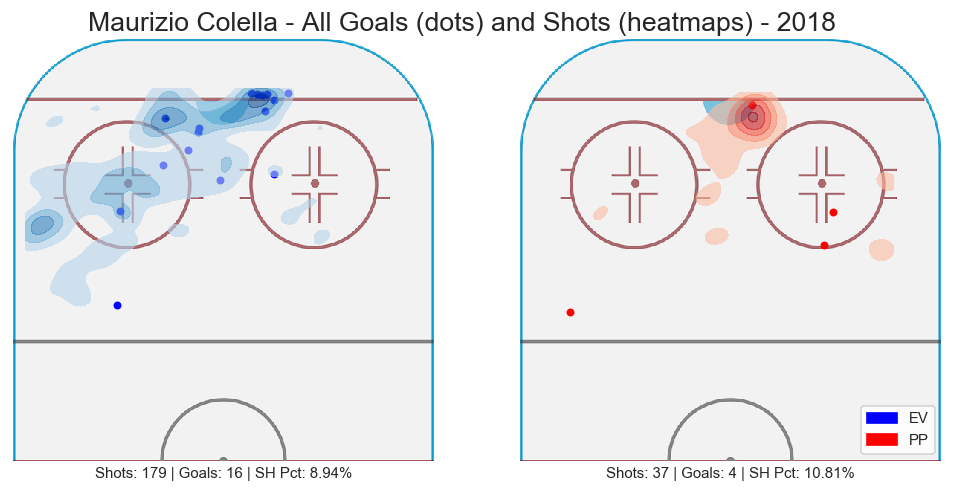 Maurizio Colella - All Goals (dots) and Shots (heatmaps) - 2018
EV
PP
Shots: 179 | Goals: 16 | SH Pct: 8.94%
Shots: 37 | Goals: 4 | SH Pct: 10.81%